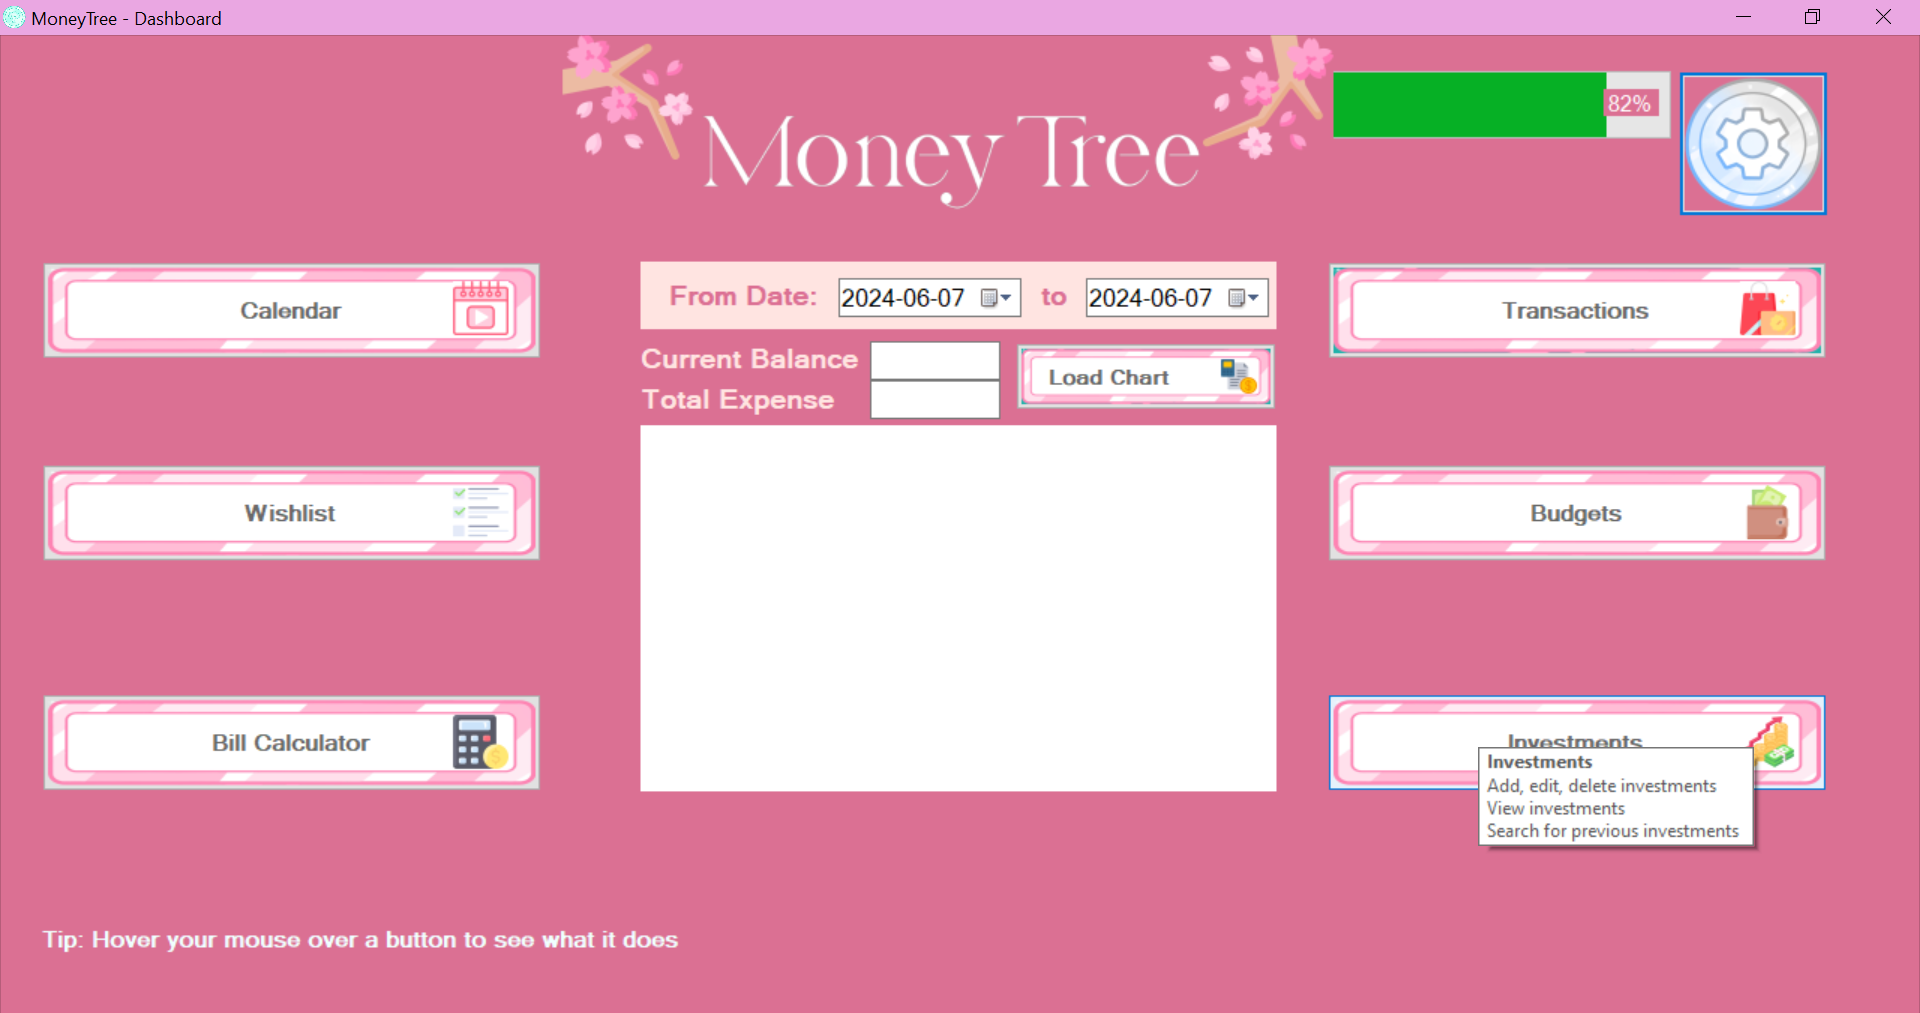 MoneyTree - Dashboard
Money Tree
82%
Calendar
From Date: 2024-06-07 to 2024-06-07
Transactions
Current Balance
Load Chart
Total Expense
Wishlist
Budgets
Bill Calculator
Investments
Investments
Add, edit, delete investments
View investments
Search for previous investments
Tip: Hover your mouse over a button to see what it does